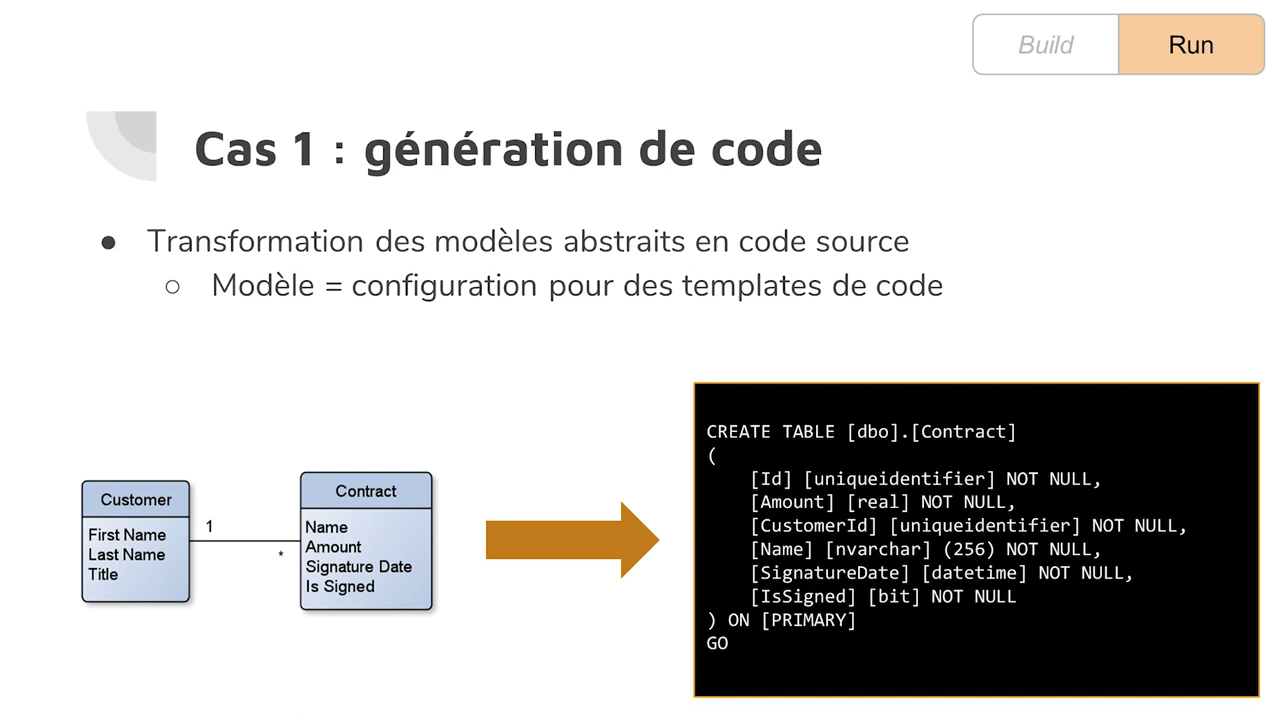 Build
Run
Cas 1 : génération de code
● Transformation des modèles abstraits en code source
○ Modèle = configuration pour des templates de code
Customer
First Name
Last Name
Title
1
*
Contract
Name
Amount
Signature Date
Is Signed
CREATE TABLE [dbo].[Contract]
(
[Id] [uniqueidentifier] NOT NULL,
[Amount] [real] NOT NULL,
[CustomerId] [uniqueidentifier] NOT NULL,
[Name] [nvarchar] (256) NOT NULL,
[SignatureDate] [datetime] NOT NULL,
[IsSigned] [bit] NOT NULL
) ON [PRIMARY]
GO